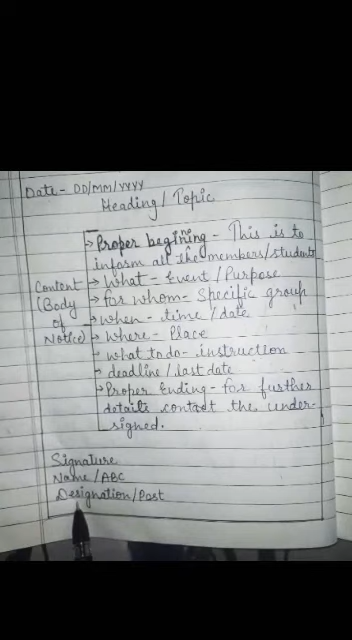 Date - DD/MM/YYYY
Heading / Topic
→ Proper begining - This is to
inform all the members/students
Content → What - Event / Purpose
(Body → for whom - Specific group
of → when - time / date
Notice) → Where - Place
→ what to do - instruction
→ deadline / last date
→ Proper Ending - for further
details contact the under-
signed.
Signature
Name / ABC
Designation / Post